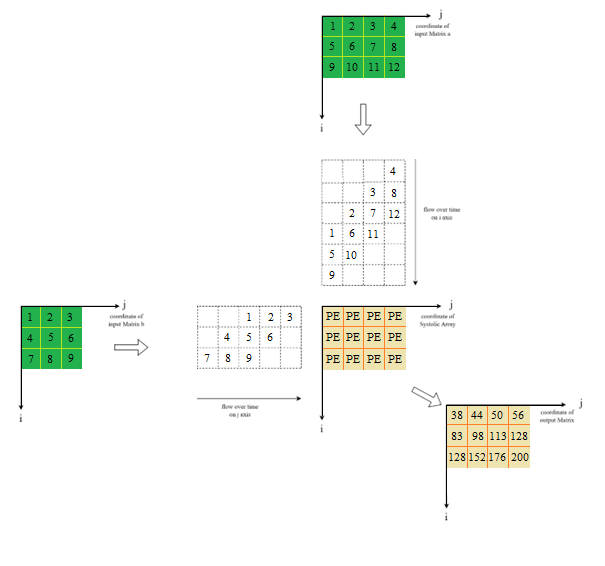 j
1 2 3 4
coordinate of
input Matrix a
5 6 7 8
9 10 11 12
i
4
3 8
2 7 12
flow over time
on i axis
1 6 11
5 10
9
j
1 2 3
coordinate of
input Matrix b
4 5 6
7 8 9
i
1 2 3
4 5 6
7 8 9
flow over time
on j axis
j
PE PE PE PE
coordinate of
Systolic Array
PE PE PE PE
PE PE PE PE
i
j
38 44 50 56
coordinate of
output Matrix
83 98 113 128
128 152 176 200
i